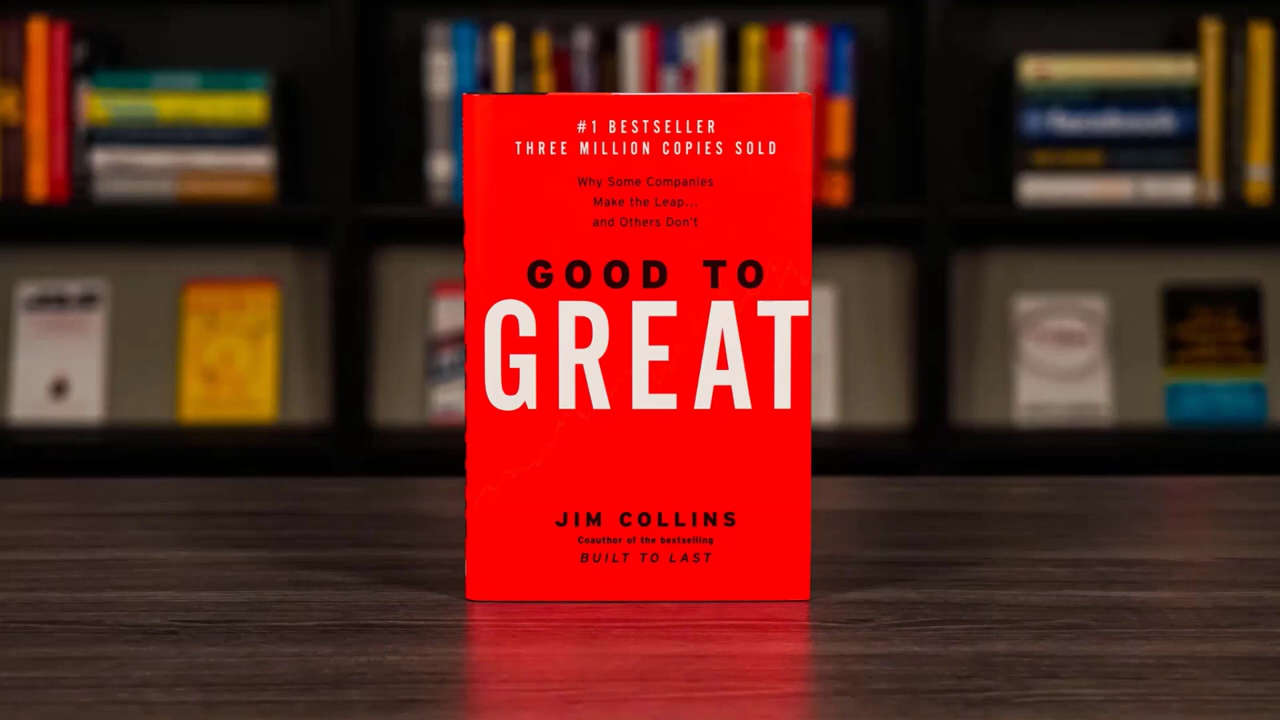 #1 BESTSELLER
THREE MILLION COPIES SOLD
Why Some Companies
Make the Leap...
and Others Don't
GOOD TO
GREAT
JIM COLLINS
Coauthor of the bestselling
BUILT TO LAST
facebook